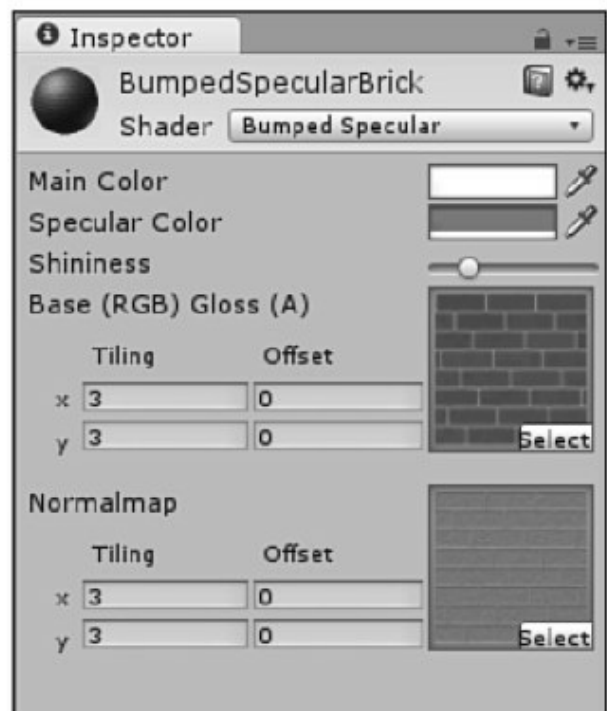 Inspector
BumpedSpecularBrick
Shader Bumped Specular
Main Color
Specular Color
Shininess
Base (RGB) Gloss (A)
Tiling Offset
x 3 0
y 3 0
Select
Normalmap
Tiling Offset
x 3 0
y 3 0
Select